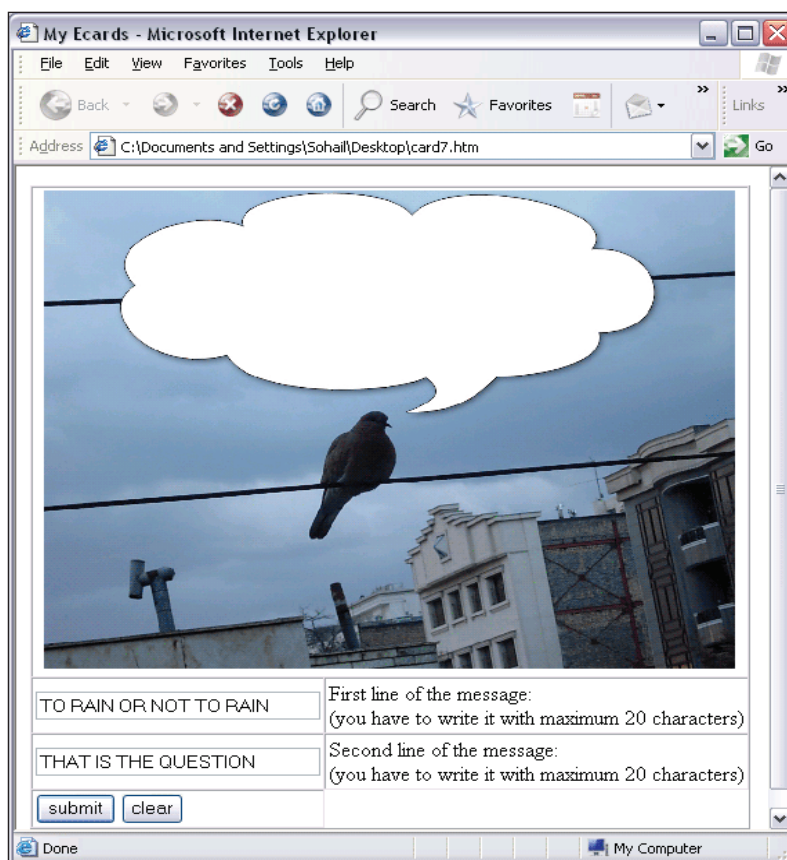 My Ecards - Microsoft Internet Explorer
File Edit View Favorites Tools Help
Back Search Favorites » Links »
Address C:\Documents and Settings\Sohail\Desktop\card7.htm Go
TO RAIN OR NOT TO RAIN
First line of the message:
(you have to write it with maximum 20 characters)
THAT IS THE QUESTION
Second line of the message:
(you have to write it with maximum 20 characters)
submit clear
Done My Computer